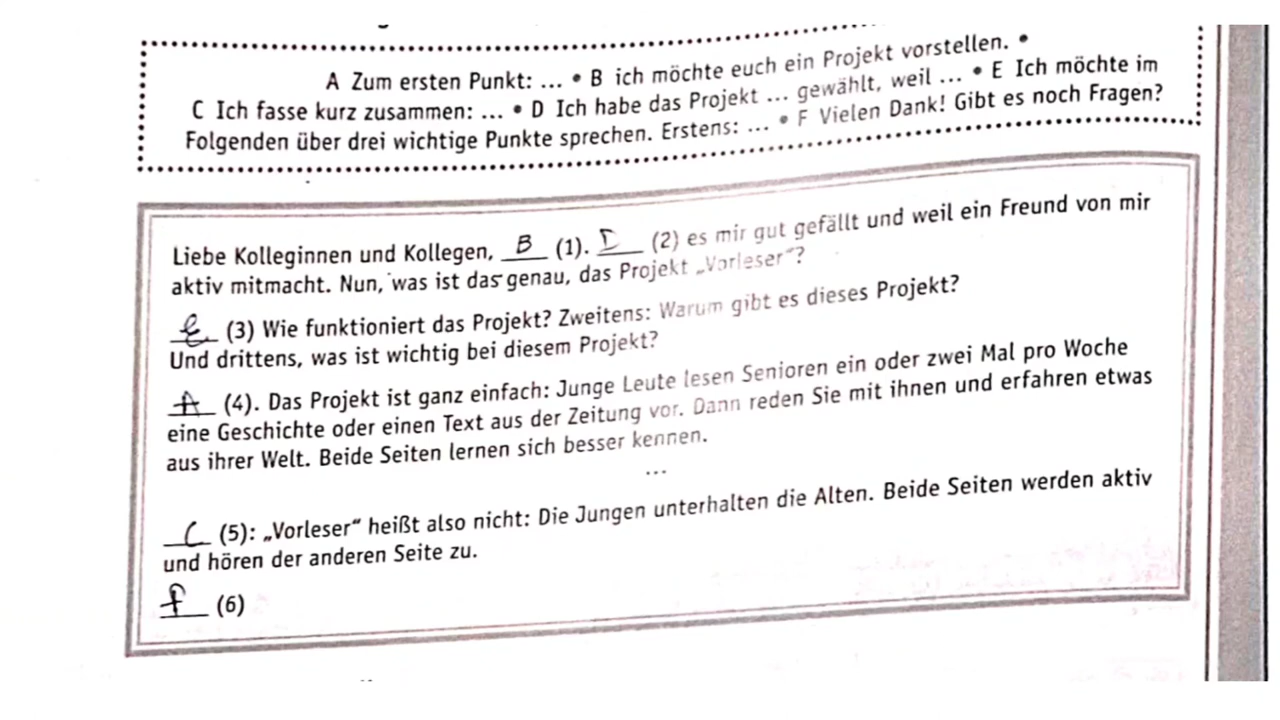 A Zum ersten Punkt: ... • B ich möchte euch ein Projekt vorstellen. •
C Ich fasse kurz zusammen: ... • D Ich habe das Projekt ... gewählt, weil ... • E Ich möchte im
Folgenden über drei wichtige Punkte sprechen. Erstens: ... • F Vielen Dank! Gibt es noch Fragen?
Liebe Kolleginnen und Kollegen, B (1). D (2) es mir gut gefällt und weil ein Freund von mir
aktiv mitmacht. Nun, was ist das genau, das Projekt „Vorleser“?
e (3) Wie funktioniert das Projekt? Zweitens: Warum gibt es dieses Projekt?
Und drittens, was ist wichtig bei diesem Projekt?
A (4). Das Projekt ist ganz einfach: Junge Leute lesen Senioren ein oder zwei Mal pro Woche
eine Geschichte oder einen Text aus der Zeitung vor. Dann reden Sie mit ihnen und erfahren etwas
aus ihrer Welt. Beide Seiten lernen sich besser kennen.
...
C (5): „Vorleser“ heißt also nicht: Die Jungen unterhalten die Alten. Beide Seiten werden aktiv
und hören der anderen Seite zu.
f (6)